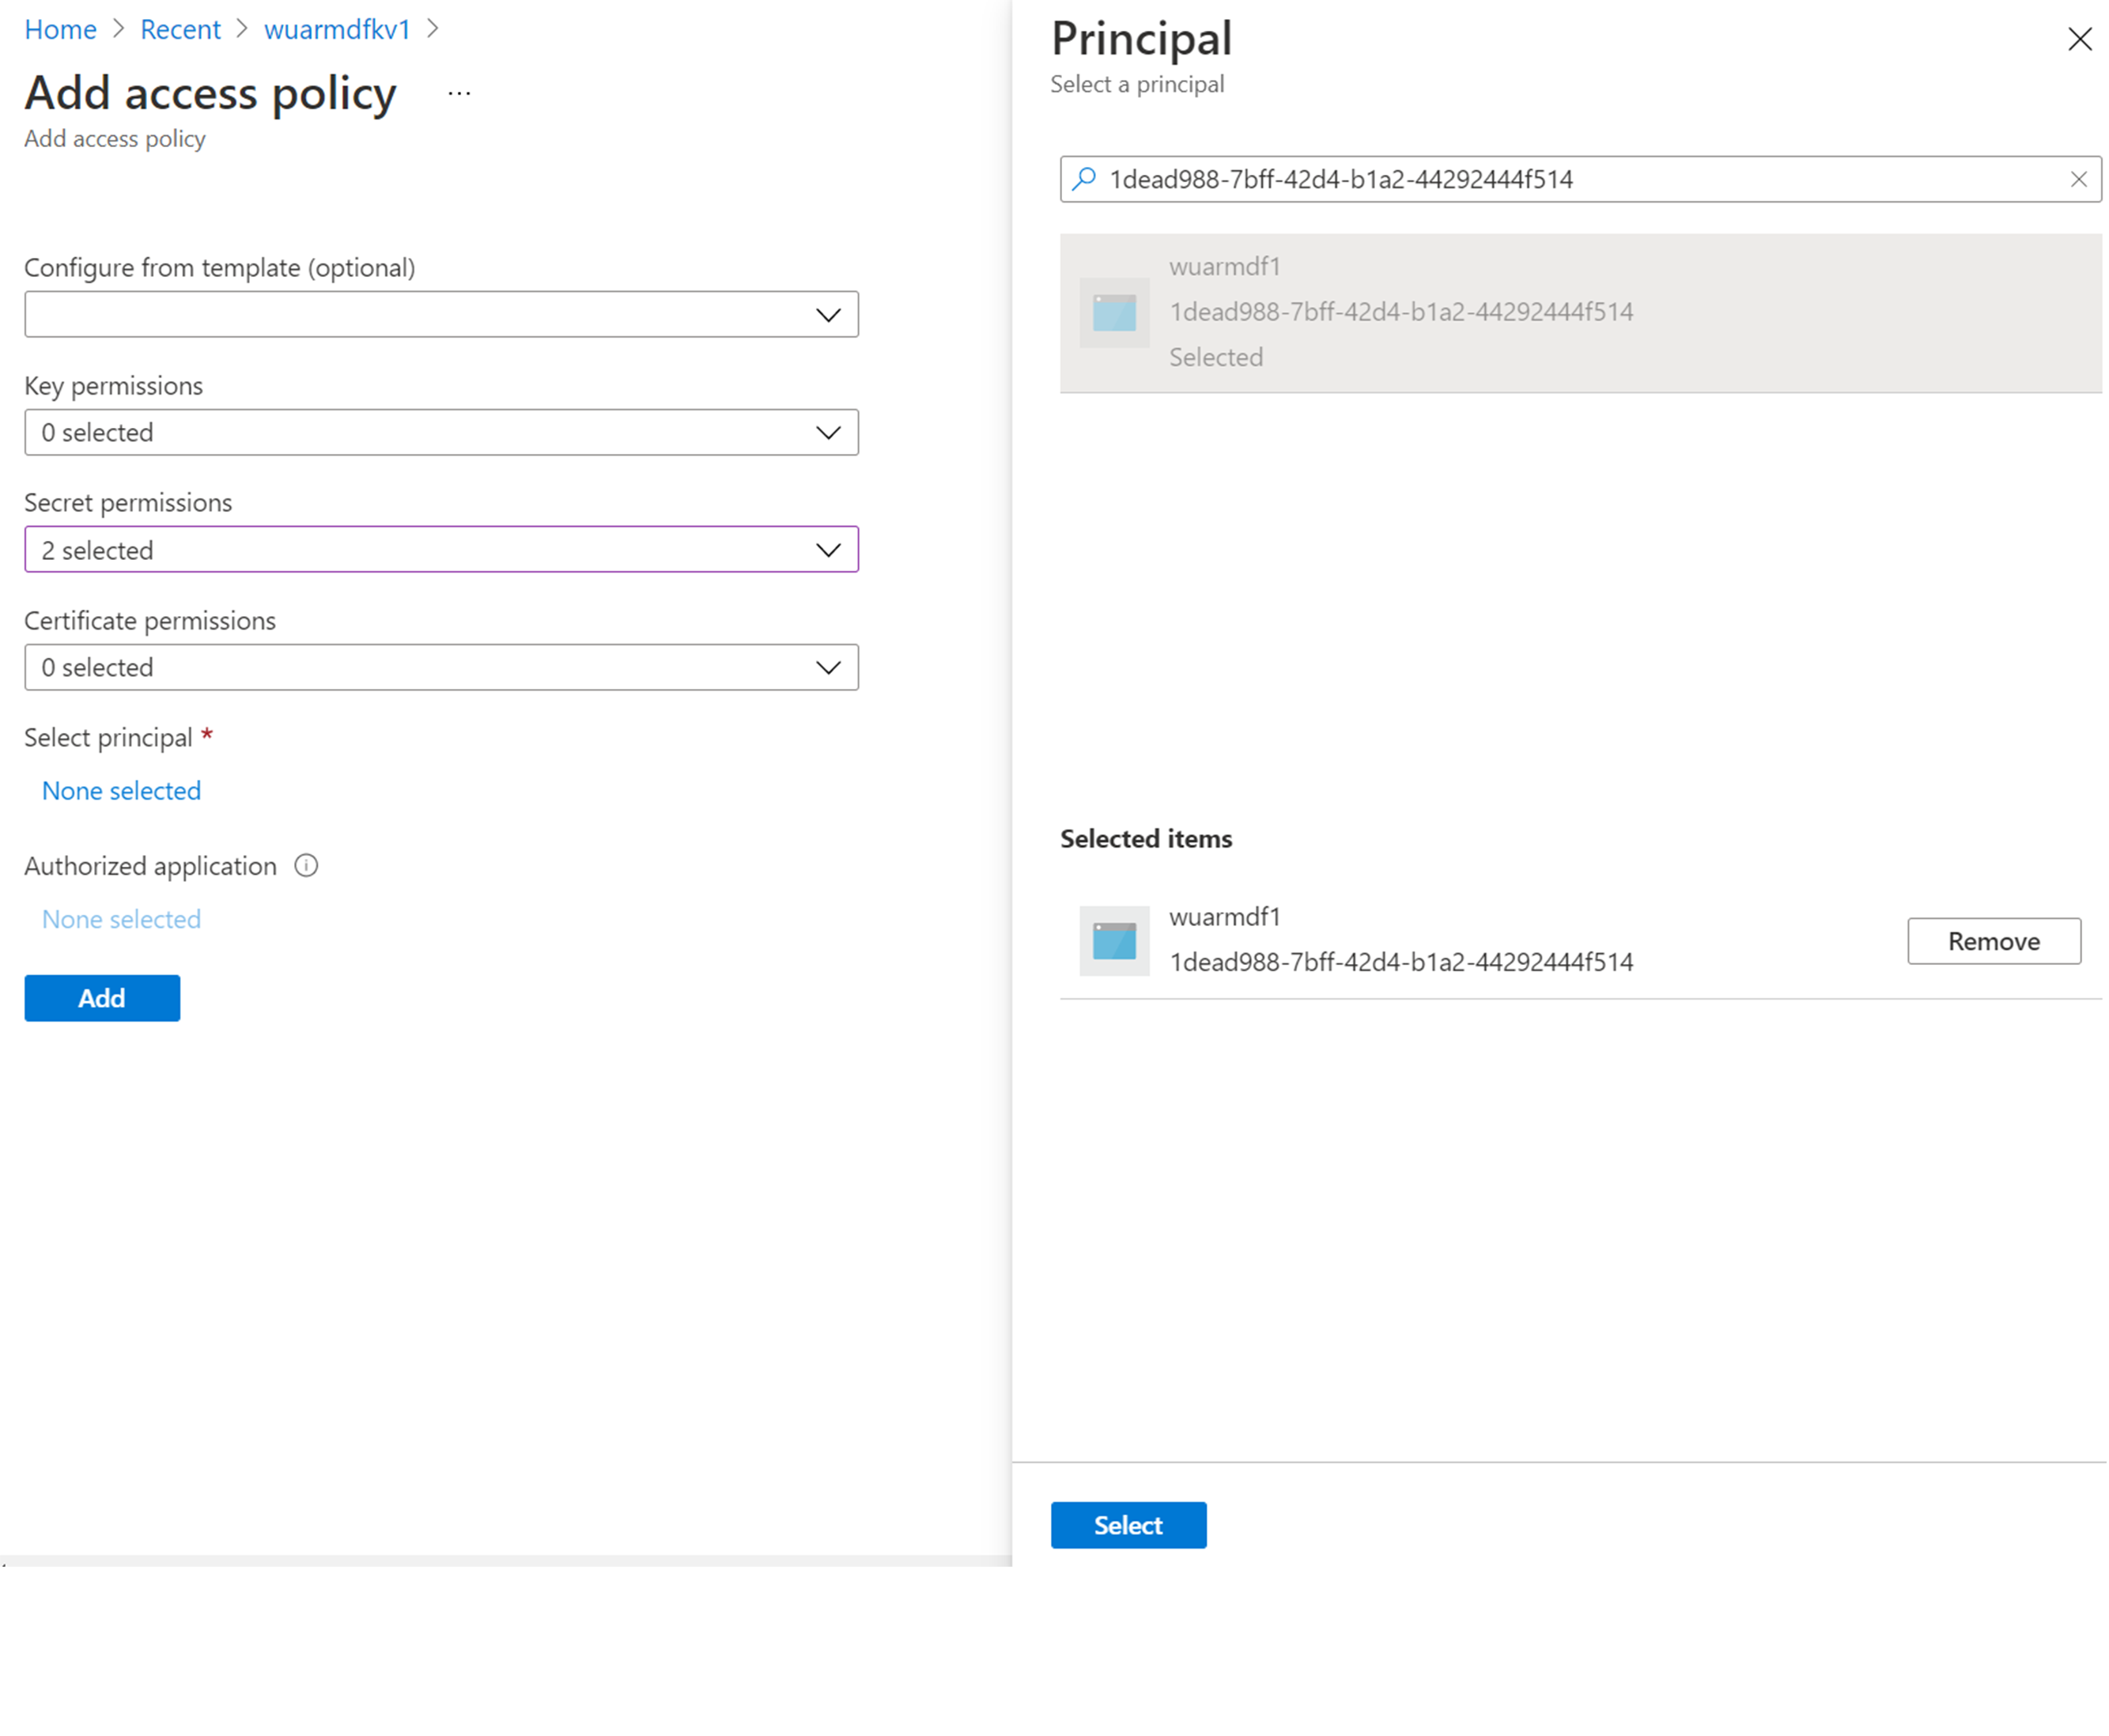 Home > Recent > wuarmdfkv1 >
Add access policy ...
Add access policy
Configure from template (optional)
Key permissions
0 selected
Secret permissions
2 selected
Certificate permissions
0 selected
Select principal *
None selected
Authorized application
None selected
Add
Principal
Select a principal
1dead988-7bff-42d4-b1a2-44292444f514
wuarmdf1
1dead988-7bff-42d4-b1a2-44292444f514
Selected
Selected items
wuarmdf1
1dead988-7bff-42d4-b1a2-44292444f514
Remove
Select